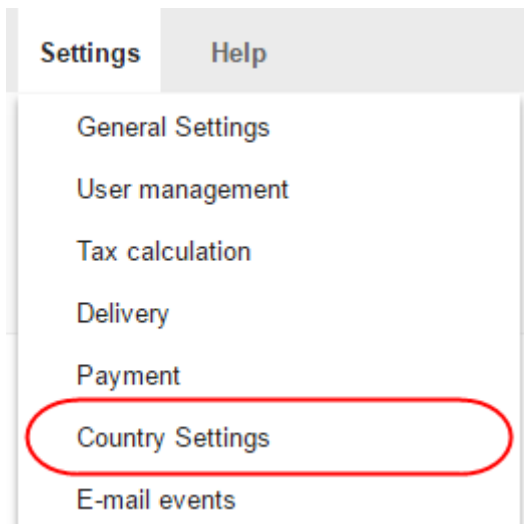 Settings Help
General Settings
User management
Tax calculation
Delivery
Payment
Country Settings
E-mail events